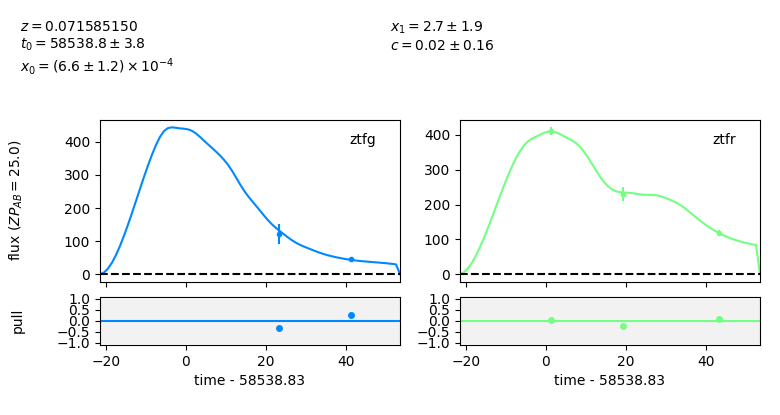 z = 0.071585150
t₀ = 58538.8 ± 3.8
x₀ = (6.6 ± 1.2) × 10⁻⁴
x₁ = 2.7 ± 1.9
c = 0.02 ± 0.16
flux (ZP_AB = 25.0)
400
300
200
100
0
ztfg
400
300
200
100
0
ztfr
pull
1.0
0.5
0.0
−0.5
−1.0
−20 0 20 40
time - 58538.83
1.0
0.5
0.0
−0.5
−1.0
−20 0 20 40
time - 58538.83